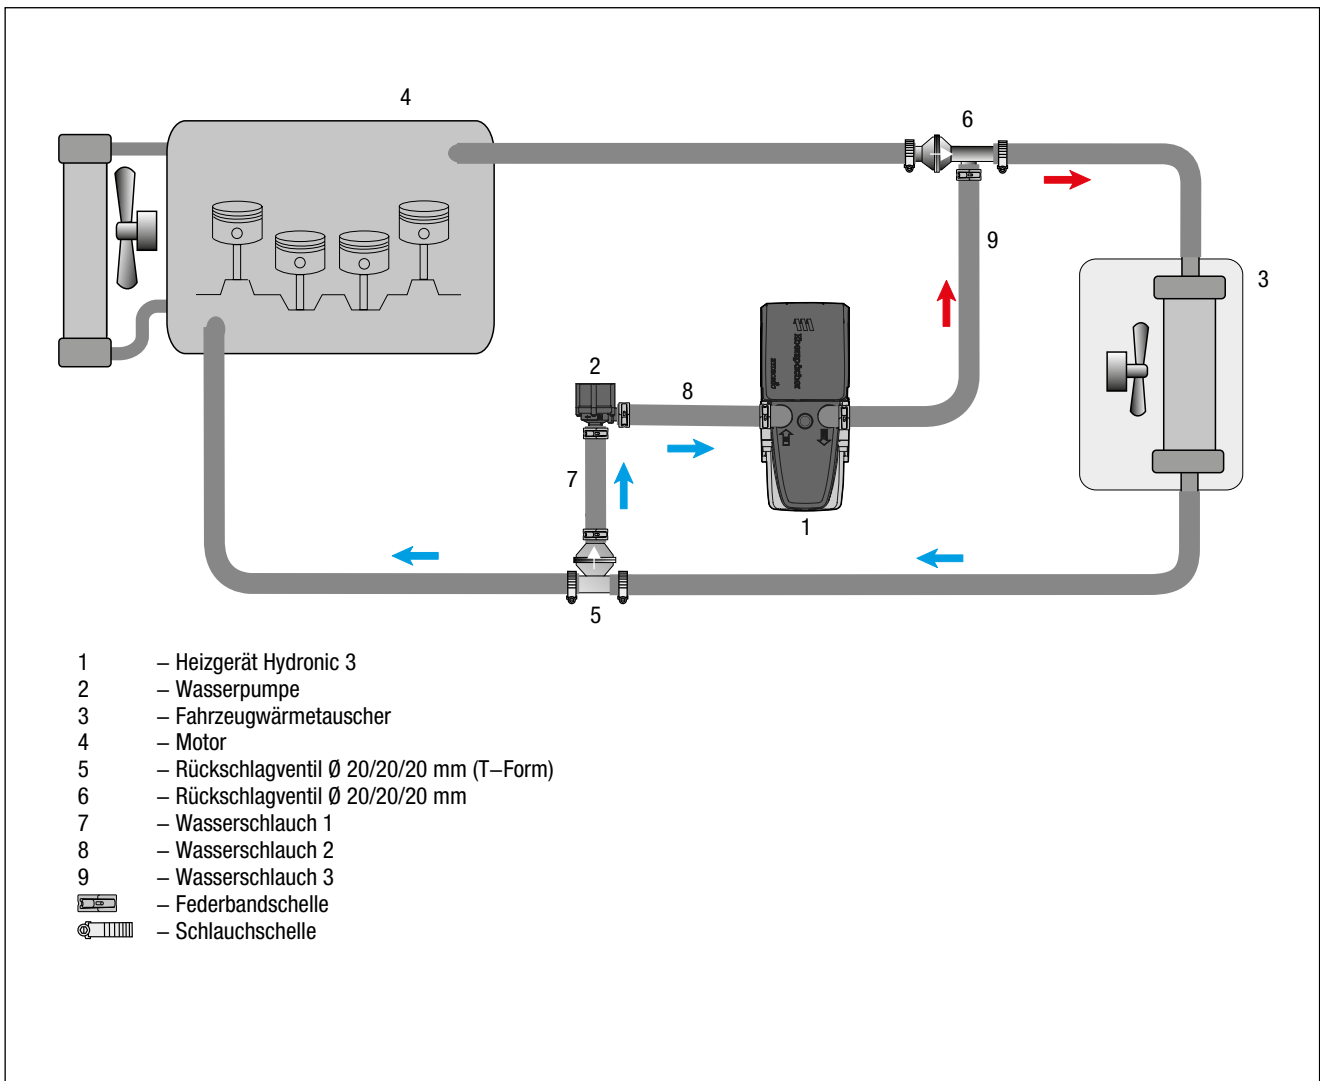 4
6
9
3
2
8
Eberspächer
7
1
5
1 – Heizgerät Hydronic 3
2 – Wasserpumpe
3 – Fahrzeugwärmetauscher
4 – Motor
5 – Rückschlagventil Ø 20/20/20 mm (T–Form)
6 – Rückschlagventil Ø 20/20/20 mm
7 – Wasserschlauch 1
8 – Wasserschlauch 2
9 – Wasserschlauch 3
– Federbandschelle
– Schlauchschelle